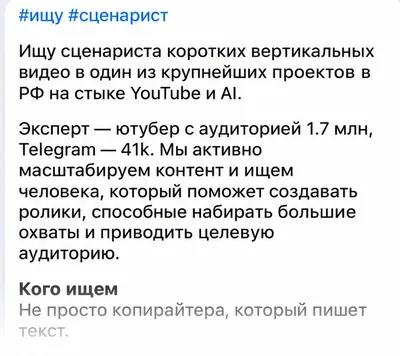 #ищу #сценарист
Ищу сценариста коротких вертикальных
видео в один из крупнейших проектов в
РФ на стыке YouTube и AI.
Эксперт — ютубер с аудиторией 1.7 млн,
Telegram — 41k. Мы активно
масштабируем контент и ищем
человека, который поможет создавать
ролики, способные набирать большие
охваты и приводить целевую
аудиторию.
Кого ищем
Не просто копирайтера, который пишет
текст.